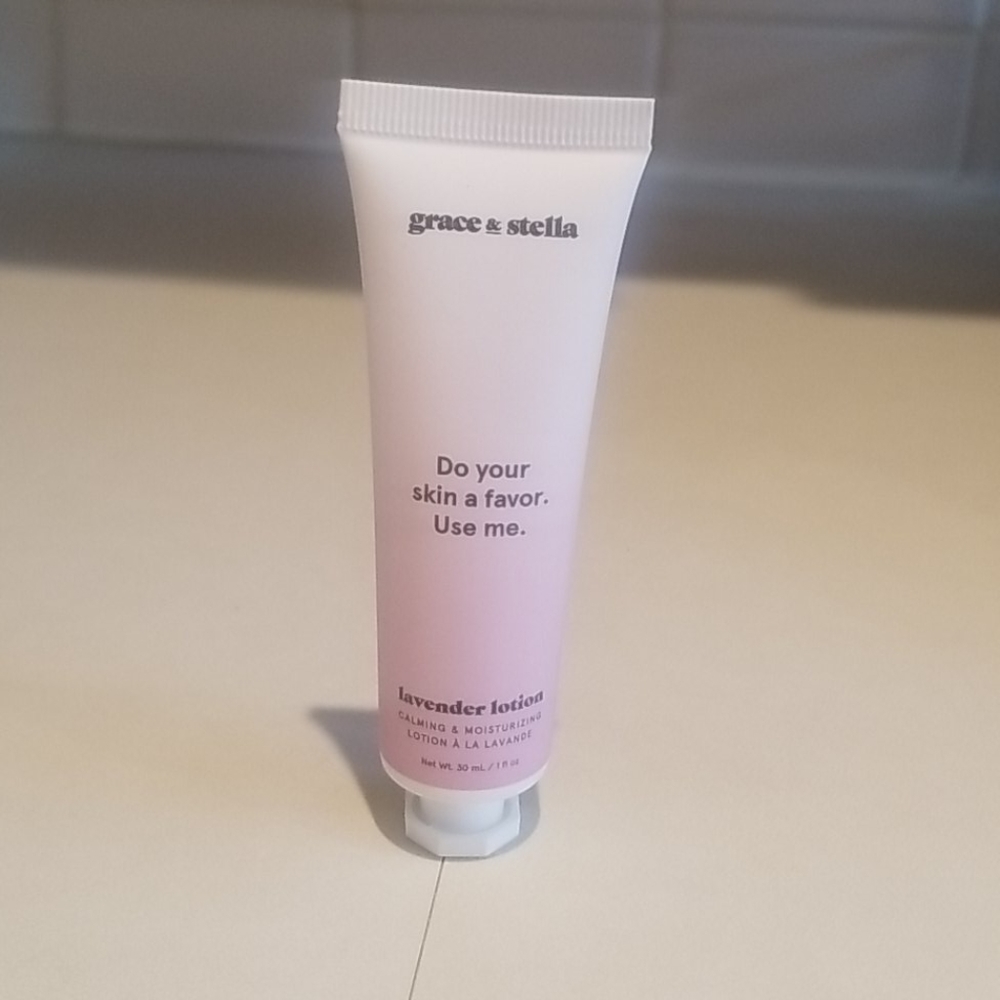 grace & stella
Do your
skin a favor.
Use me.
lavender lotion
CALMING & MOISTURIZING
LOTION À LA LAVANDE
Net Wt. 30 mL / 1 fl oz